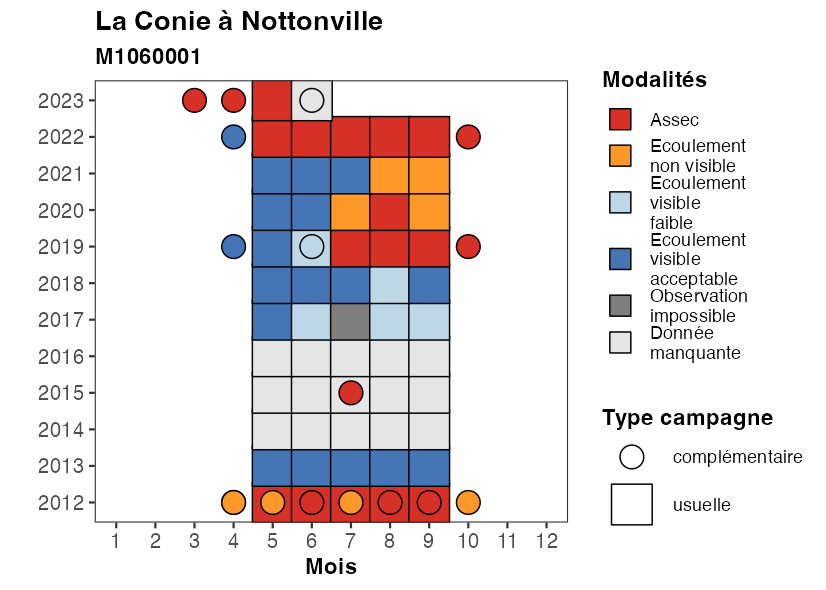 La Conie à Nottonville
M1060001
2023
2022
2021
2020
2019
2018
2017
2016
2015
2014
2013
2012
1 2 3 4 5 6 7 8 9 10 11 12
Mois
Modalités
Assec
Ecoulement
non visible
Ecoulement
visible
faible
Ecoulement
visible
acceptable
Observation
impossible
Donnée
manquante
Type campagne
complémentaire
usuelle